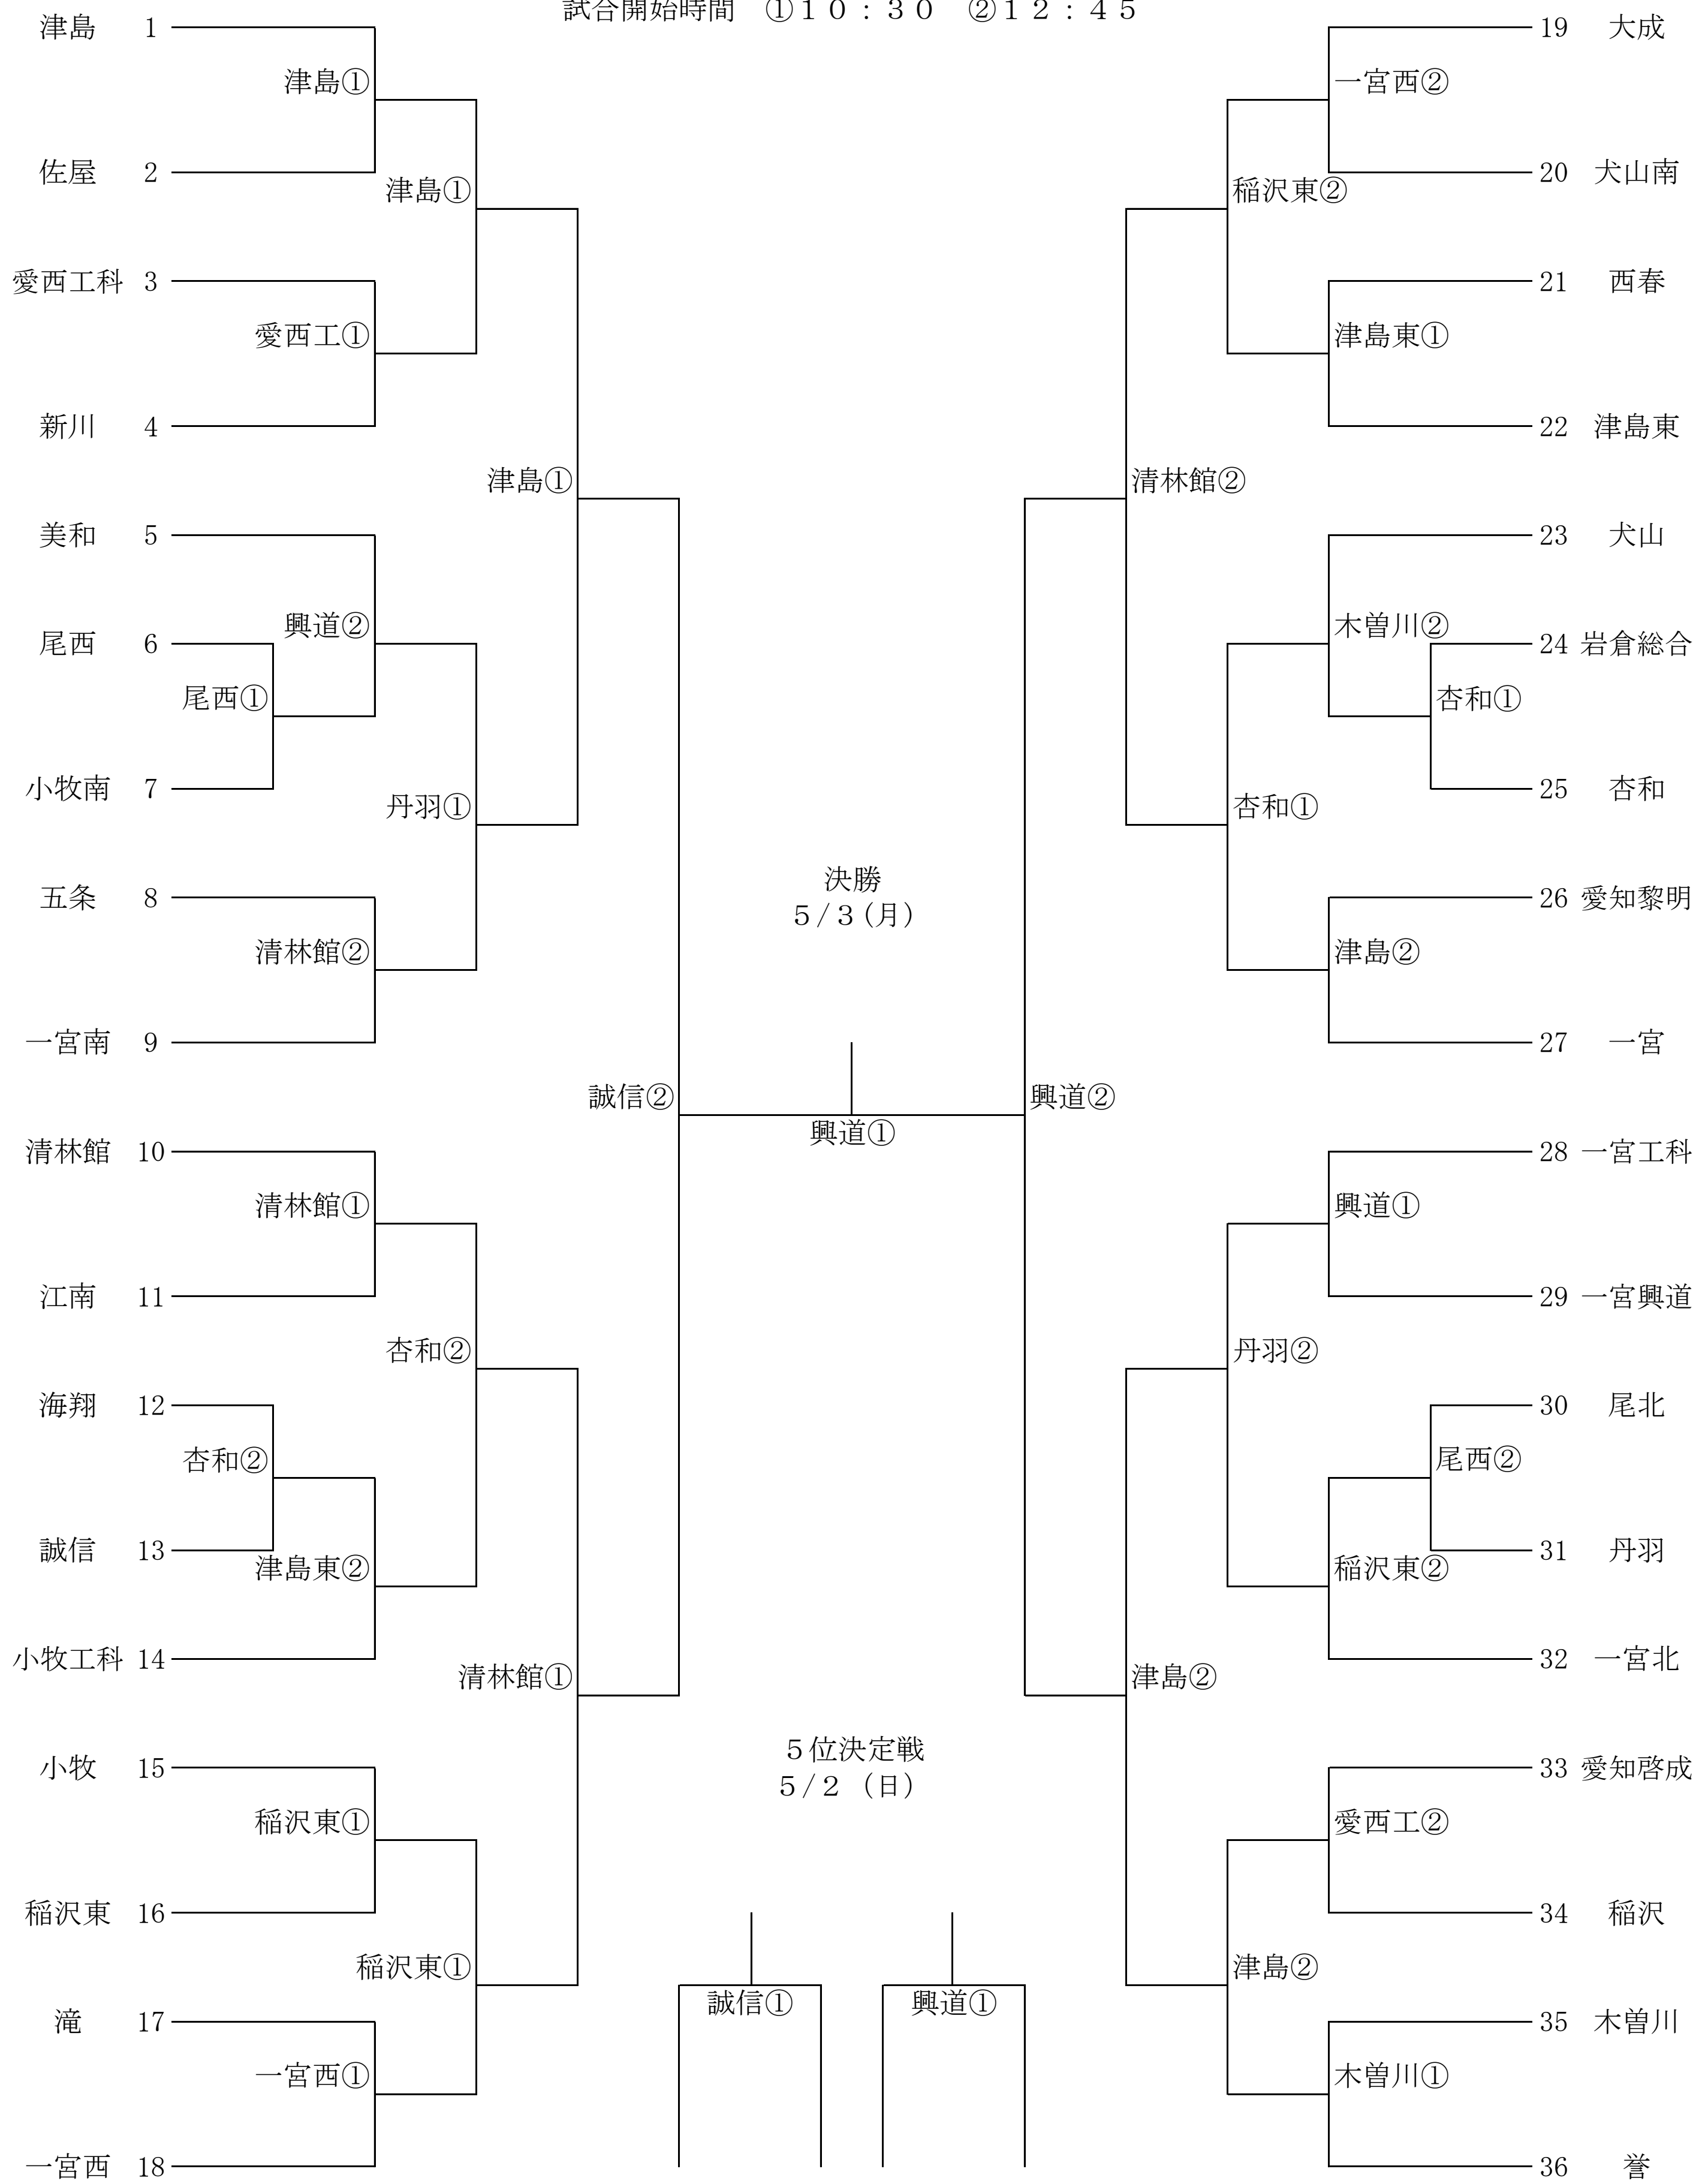 試合開始時間　①１０：３０　②１２：４５
津島 1
津島①
佐屋 2
津島①
愛西工科 3
愛西工①
新川 4
津島①
美和 5
興道②
尾西 6
尾西①
小牧南 7
丹羽①
五条 8
清林館②
一宮南 9
誠信②
清林館 10
清林館①
江南 11
杏和②
海翔 12
杏和②
誠信 13
津島東②
小牧工科 14
清林館①
小牧 15
稲沢東①
稲沢東 16
稲沢東①
滝 17
一宮西①
一宮西 18
決勝
５/３(月)
興道①
５位決定戦
５/２ (日)
誠信①
興道①
19 大成
一宮西②
20 犬山南
稲沢東②
21 西春
津島東①
22 津島東
清林館②
23 犬山
木曽川②
24 岩倉総合
杏和①
25 杏和
杏和①
26 愛知黎明
津島②
27 一宮
興道②
28 一宮工科
興道①
29 一宮興道
丹羽②
30 尾北
尾西②
31 丹羽
稲沢東②
32 一宮北
津島②
33 愛知啓成
愛西工②
34 稲沢
津島②
35 木曽川
木曽川①
36 誉